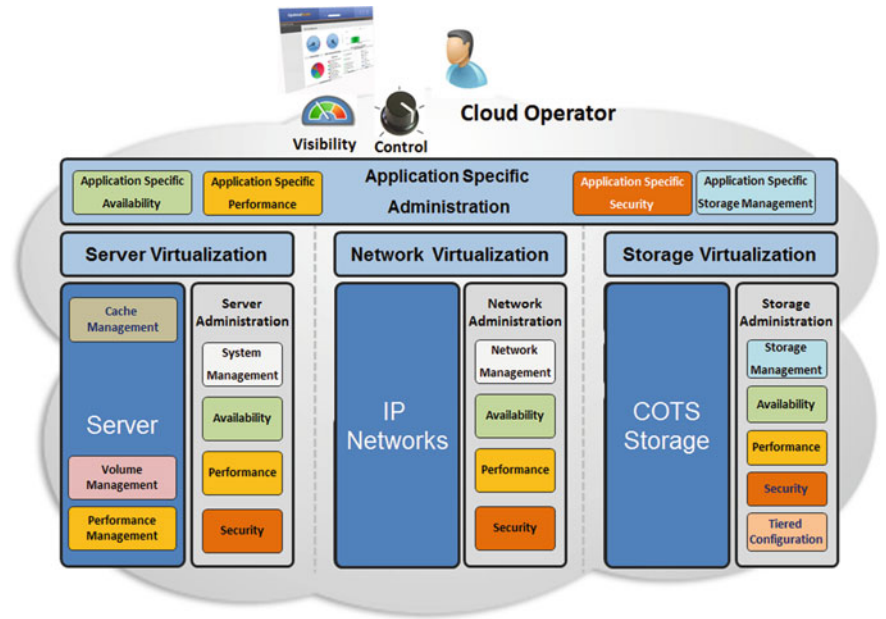 Cloud Operator
Visibility
Control
Application Specific
Availability
Application Specific
Performance
Application Specific
Administration
Application Specific
Security
Application Specific
Storage Management
Server Virtualization
Network Virtualization
Storage Virtualization
Cache
Management
Server
Volume
Management
Performance
Management
Server
Administration
System
Management
Availability
Performance
Security
IP
Networks
Network
Administration
Network
Management
Availability
Performance
Security
COTS
Storage
Storage
Administration
Storage
Management
Availability
Performance
Security
Tiered
Configuration